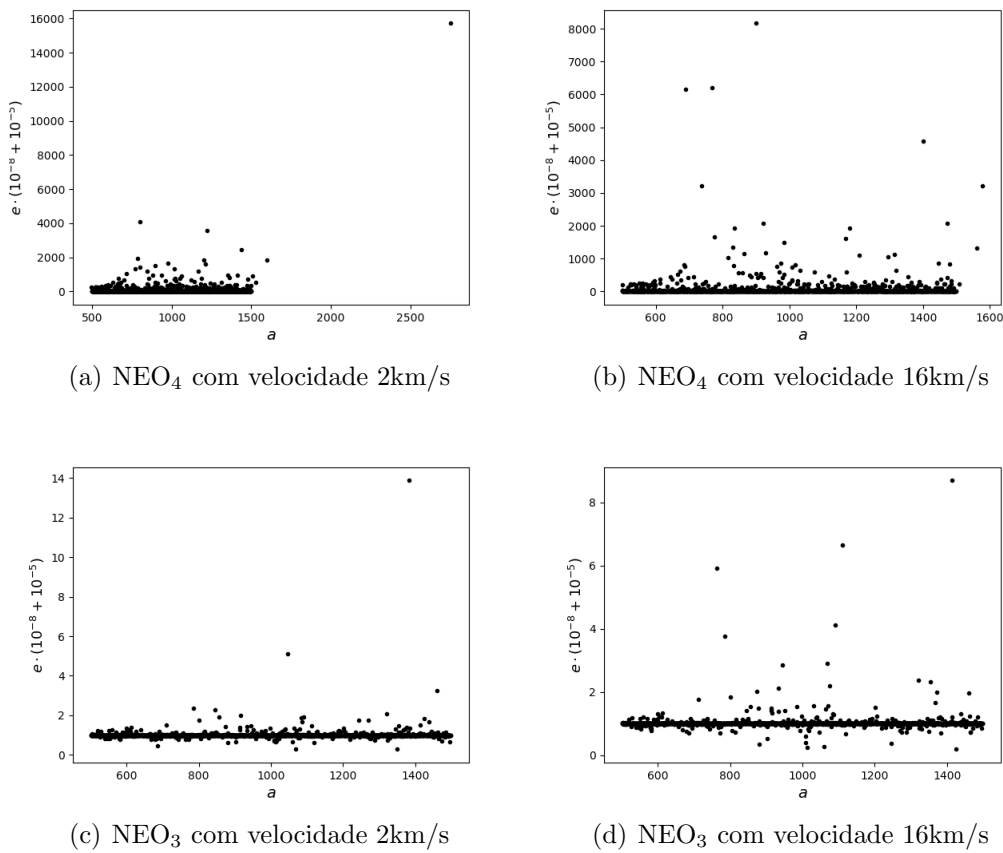 16000
14000
12000
10000
8000
6000
4000
2000
0
e · (10⁻⁸ + 10⁻⁵)
500 1000 1500 2000 2500
a
(a) NEO₄ com velocidade 2km/s
8000
7000
6000
5000
4000
3000
2000
1000
0
e · (10⁻⁸ + 10⁻⁵)
600 800 1000 1200 1400 1600
a
(b) NEO₄ com velocidade 16km/s
14
12
10
8
6
4
2
0
e · (10⁻⁸ + 10⁻⁵)
600 800 1000 1200 1400
a
(c) NEO₃ com velocidade 2km/s
8
6
4
2
0
e · (10⁻⁸ + 10⁻⁵)
600 800 1000 1200 1400
a
(d) NEO₃ com velocidade 16km/s